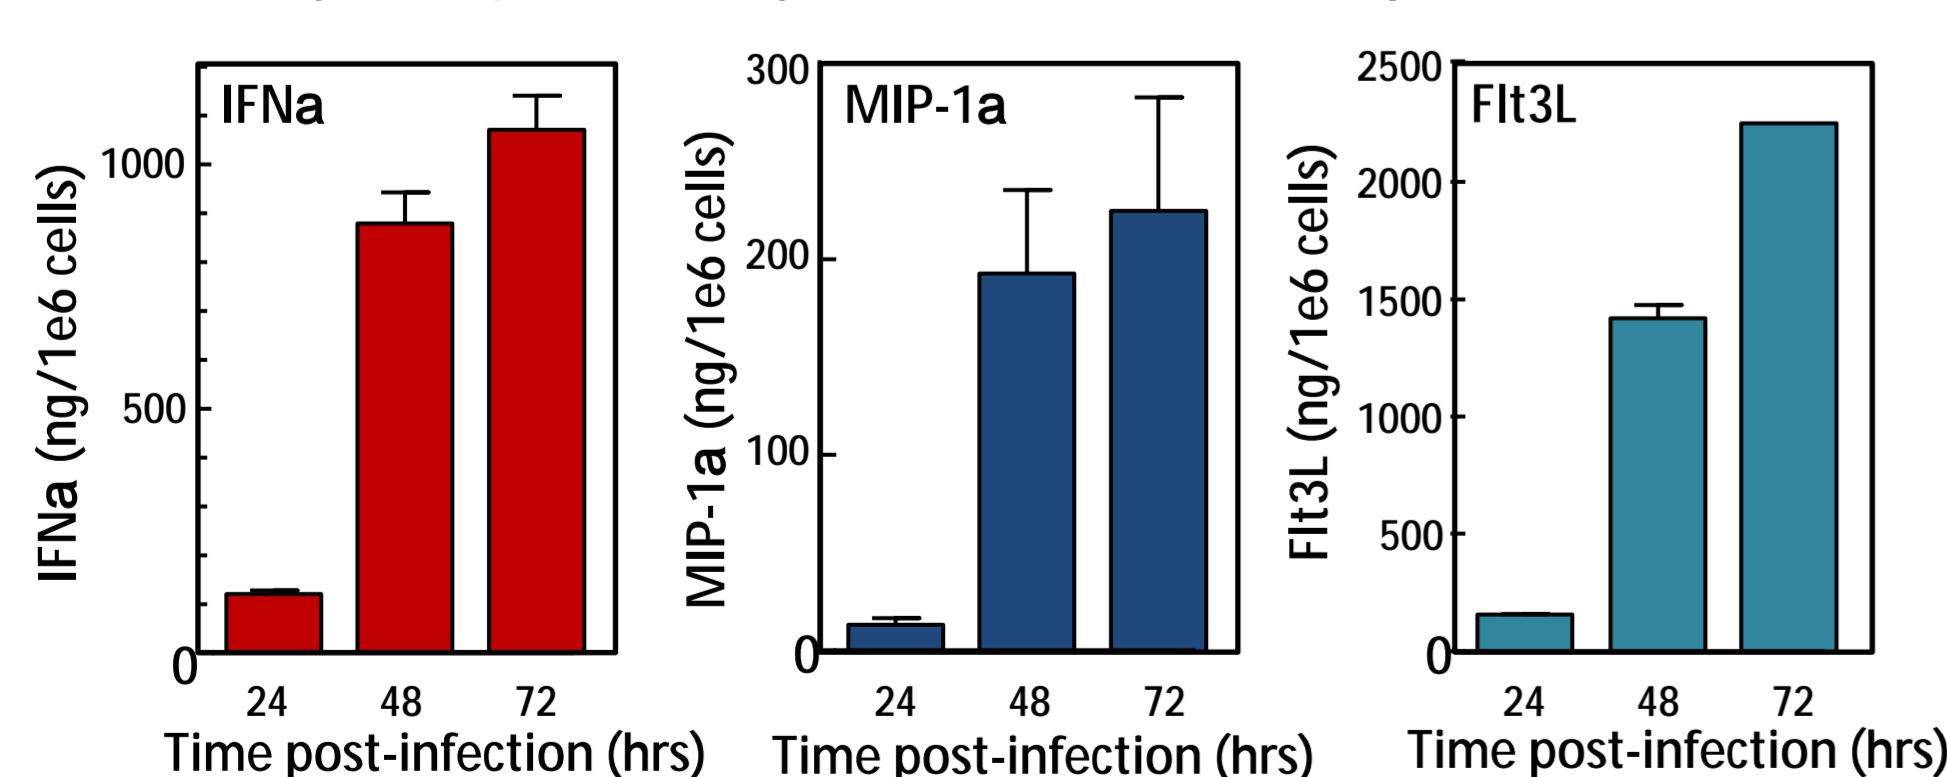 IFNa
IFNa (ng/1e6 cells)
1000
500
0
24 48 72
Time post-infection (hrs)
MIP-1a
MIP-1a (ng/1e6 cells)
300
200
100
0
24 48 72
Time post-infection (hrs)
Flt3L
Flt3L (ng/1e6 cells)
2500
2000
1500
1000
500
0
24 48 72
Time post-infection (hrs)